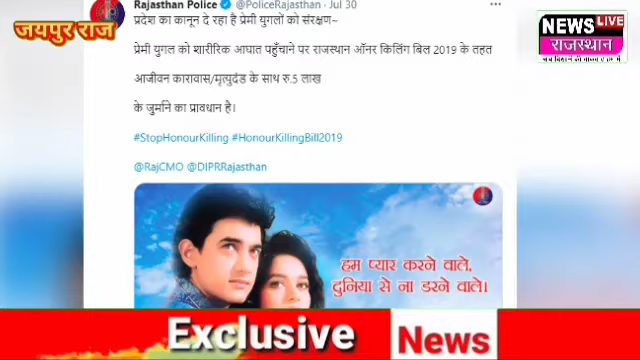 जयपुर राज
Rajasthan Police @PoliceRajasthan · Jul 30
प्रदेश का कानून दे रहा है प्रेमी युगलों को संरक्षण~
प्रेमी युगल को शारीरिक आघात पहुँचाने पर राजस्थान ऑनर किलिंग बिल 2019 के तहत
आजीवन कारावास/मृत्युदंड के साथ रु.5 लाख
के जुर्माने का प्रावधान है।
#StopHonourKilling #HonourKillingBill2019
@RajCMO @DIPRRajasthan
NEWS LIVE
राजस्थान
हम प्यार करने वाले,
दुनिया से ना डरने वाले।
Exclusive News